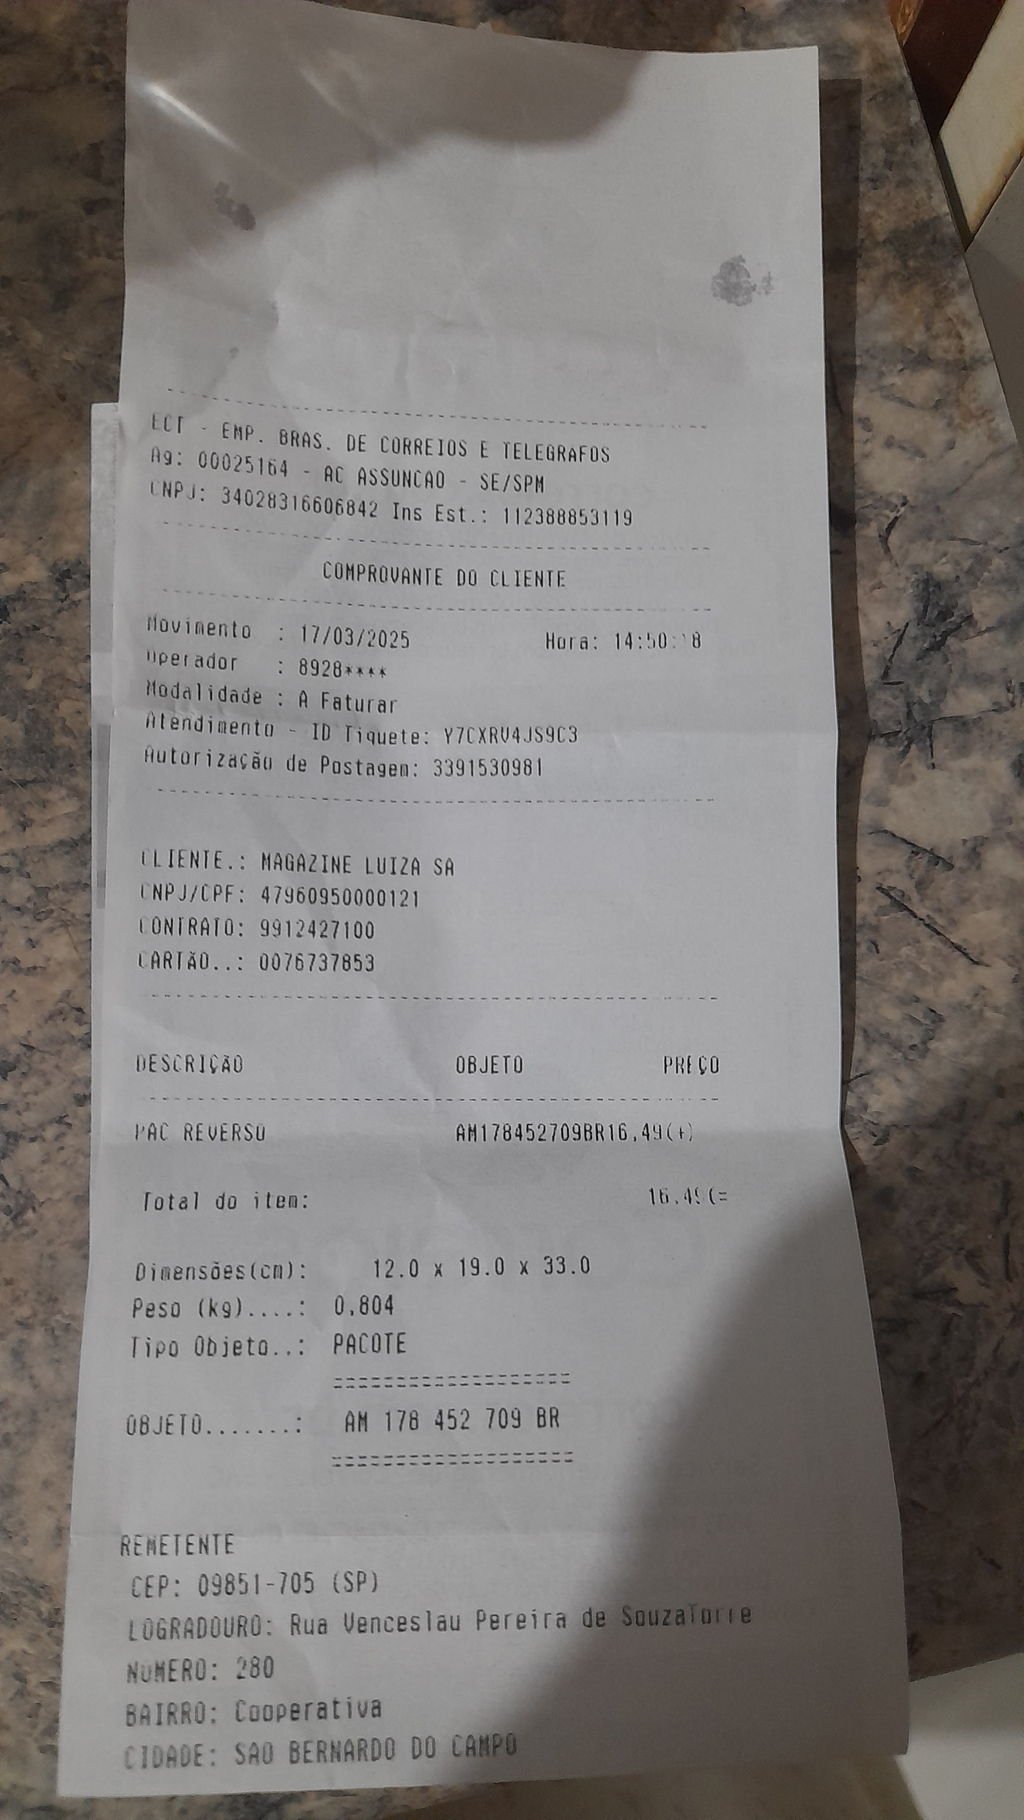 ECT - EMP. BRAS. DE CORREIOS E TELEGRAFOS
Ag: 00025164 - AC ASSUNCAO - SE/SPM
CNPJ: 34028316606842 Ins Est.: 112388853119
COMPROVANTE DO CLIENTE
Movimento : 17/03/2025 Hora: 14:50:18
Operador : 8928****
Modalidade : A Faturar
Atendimento - ID Tiquete: Y7CXRV4JS9C3
Autorização de Postagem: 3391530981
CLIENTE.: MAGAZINE LUIZA SA
CNPJ/CPF: 47960950000121
CONTRATO: 9912427100
CARTÃO..: 0076737853
DESCRIÇÃO OBJETO PREÇO
PAC REVERSO AM178452709BR16,49(+)
Total do item: 16,49(=
Dimensões(cm): 12.0 x 19.0 x 33.0
Peso (kg)....: 0,804
Tipo Objeto..: PACOTE
===================
OBJETO.......: AM 178 452 709 BR
===================
REMETENTE
CEP: 09851-705 (SP)
LOGRADOURO: Rua Venceslau Pereira de SouzaTorre
NÚMERO: 280
BAIRRO: Cooperativa
CIDADE: SAO BERNARDO DO CAMPO